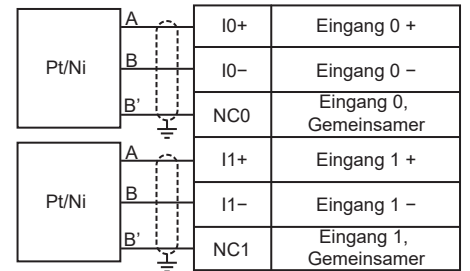 A
I0+ Eingang 0 +
Pt/Ni
B
I0− Eingang 0 −
B'
NC0 Eingang 0,
Gemeinsamer
A
I1+ Eingang 1 +
Pt/Ni
B
I1− Eingang 1 −
B'
NC1 Eingang 1,
Gemeinsamer